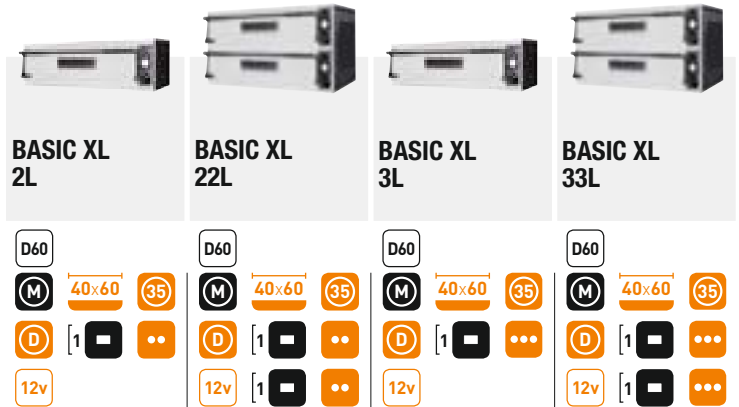 BASIC XL
2L
BASIC XL
22L
BASIC XL
3L
BASIC XL
33L
D60
M 40x60 35
D 1
12v
D60
M 40x60 35
D 1
12v 1
D60
M 40x60 35
D 1
12v
D60
M 40x60 35
D 1
12v 1